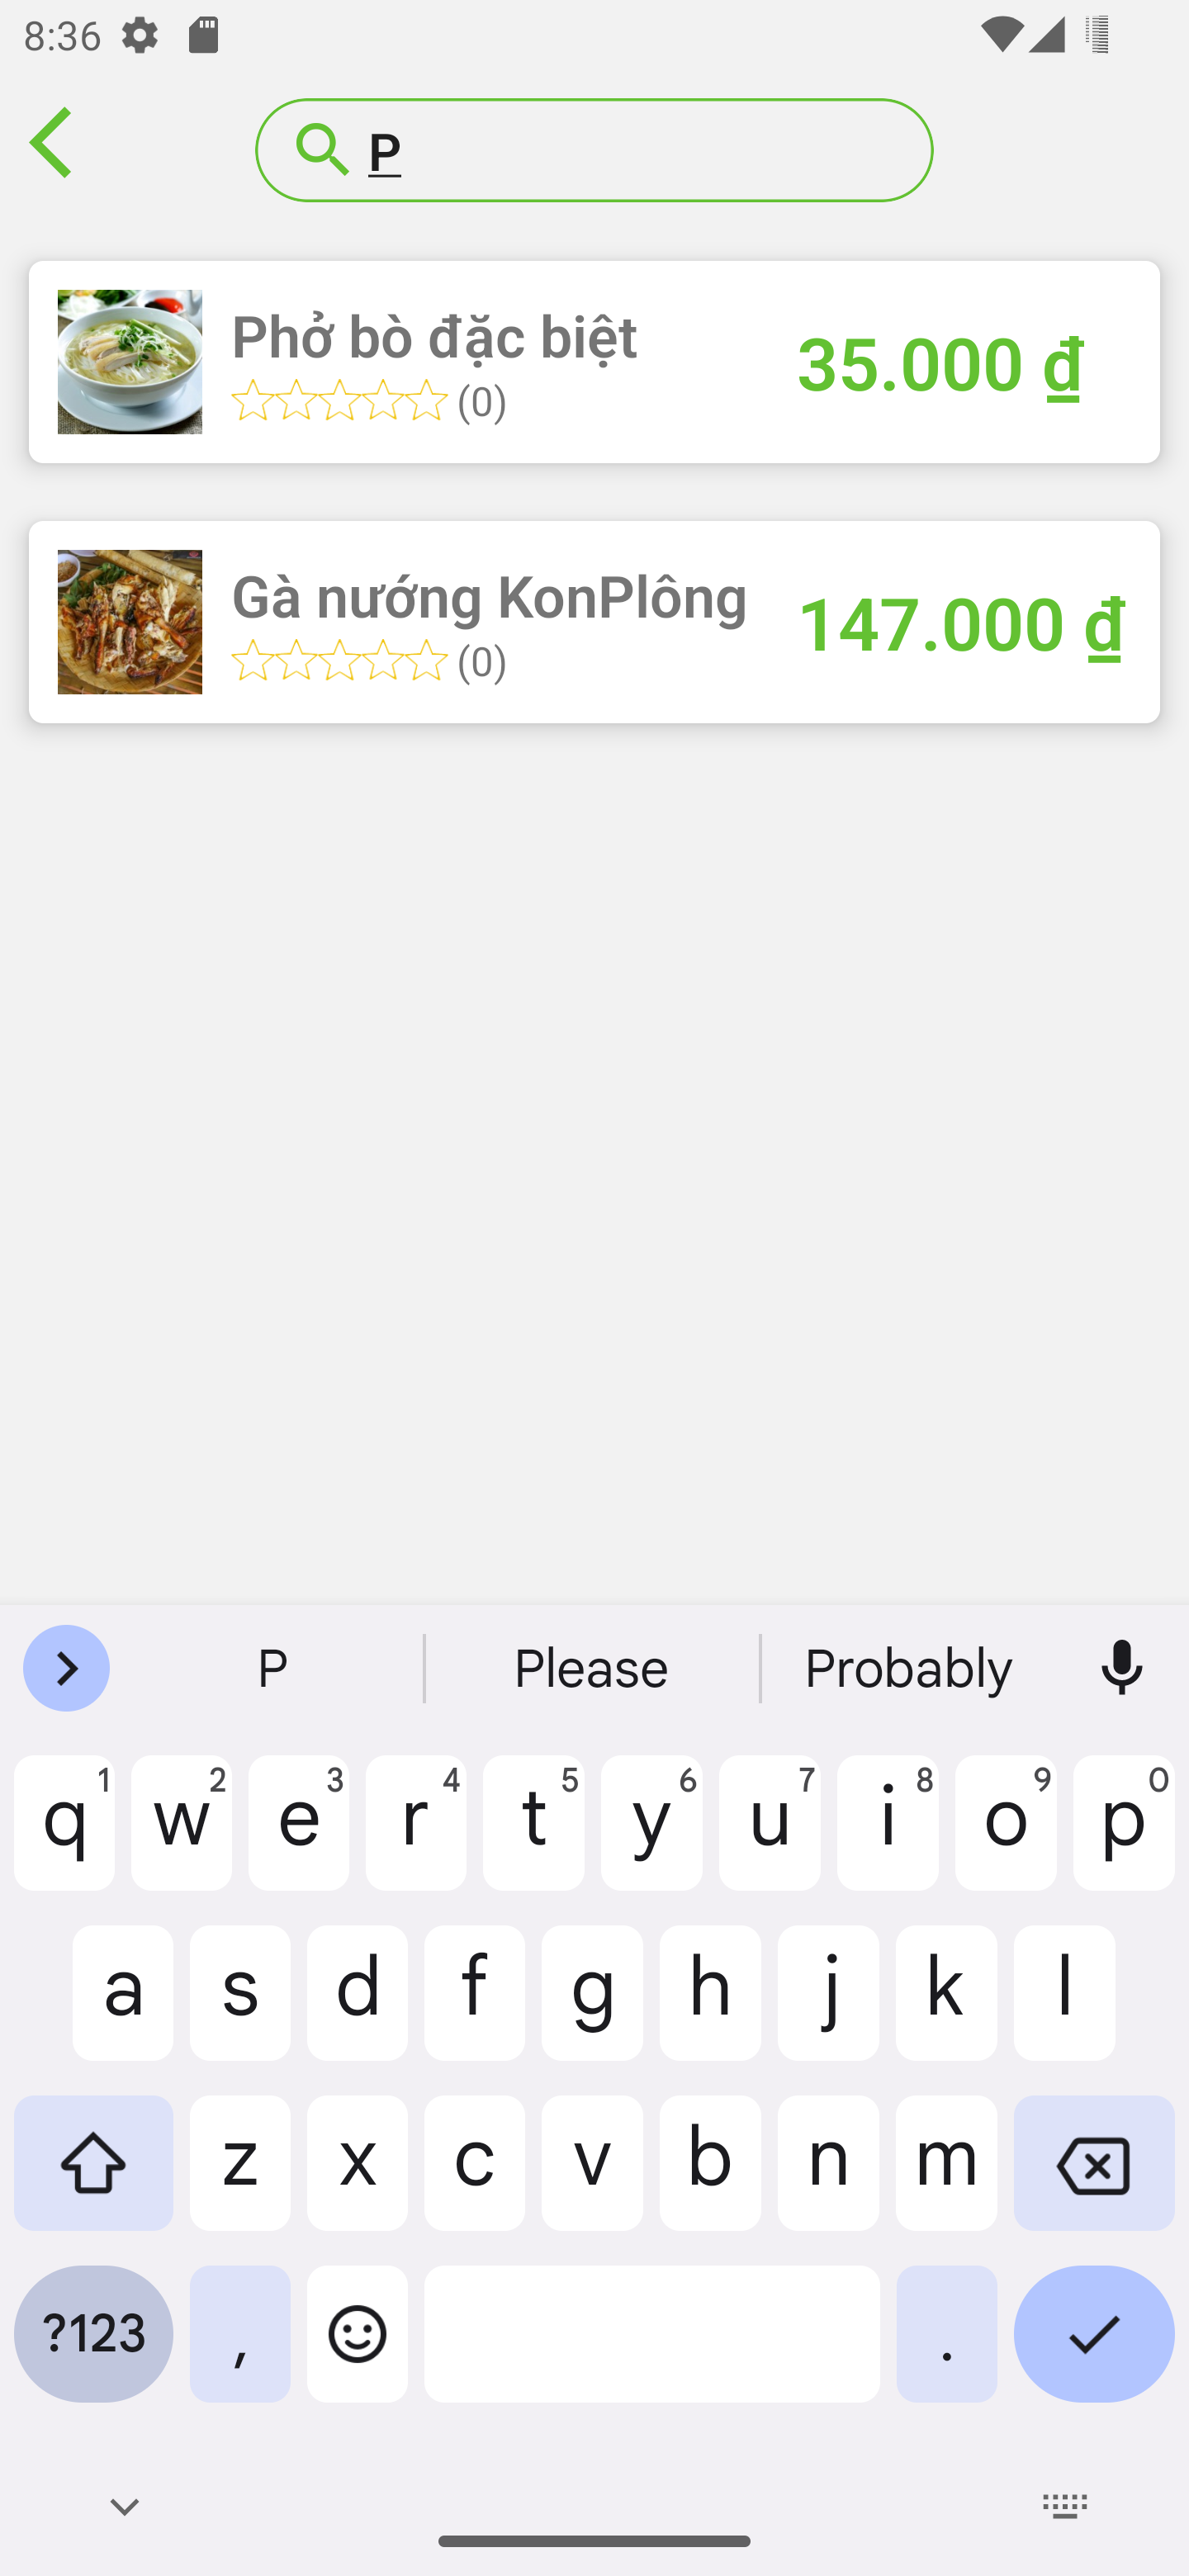 8:36
P
Phở bò đặc biệt
(0)
35.000 ₫
Gà nướng KonPlông
(0)
147.000 ₫
P Please Probably
q 1 w 2 e 3 r 4 t 5 y 6 u 7 i 8 o 9 p 0
a s d f g h j k l
z x c v b n m
?123 , .